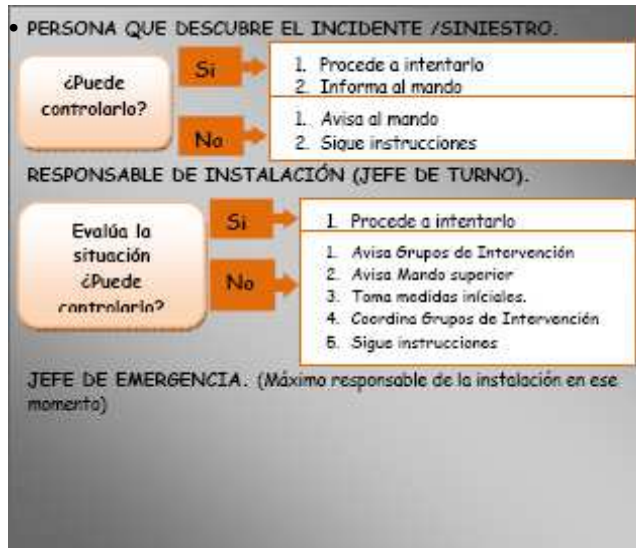 • PERSONA QUE DESCUBRE EL INCIDENTE /SINIESTRO.
¿Puede
controlarlo?
Si
1. Procede a intentarlo
2. Informa al mando
No
1. Avisa al mando
2. Sigue instrucciones
RESPONSABLE DE INSTALACIÓN (JEFE DE TURNO).
Evalúa la
situación
¿Puede
controlarlo?
Si
1. Procede a intentarlo
No
1. Avisa Grupos de Intervención
2. Avisa Mando superior
3. Toma medidas iníciales.
4. Coordina Grupos de Intervención
5. Sigue instrucciones
JEFE DE EMERGENCIA. (Máximo responsable de la instalación en ese
momento)